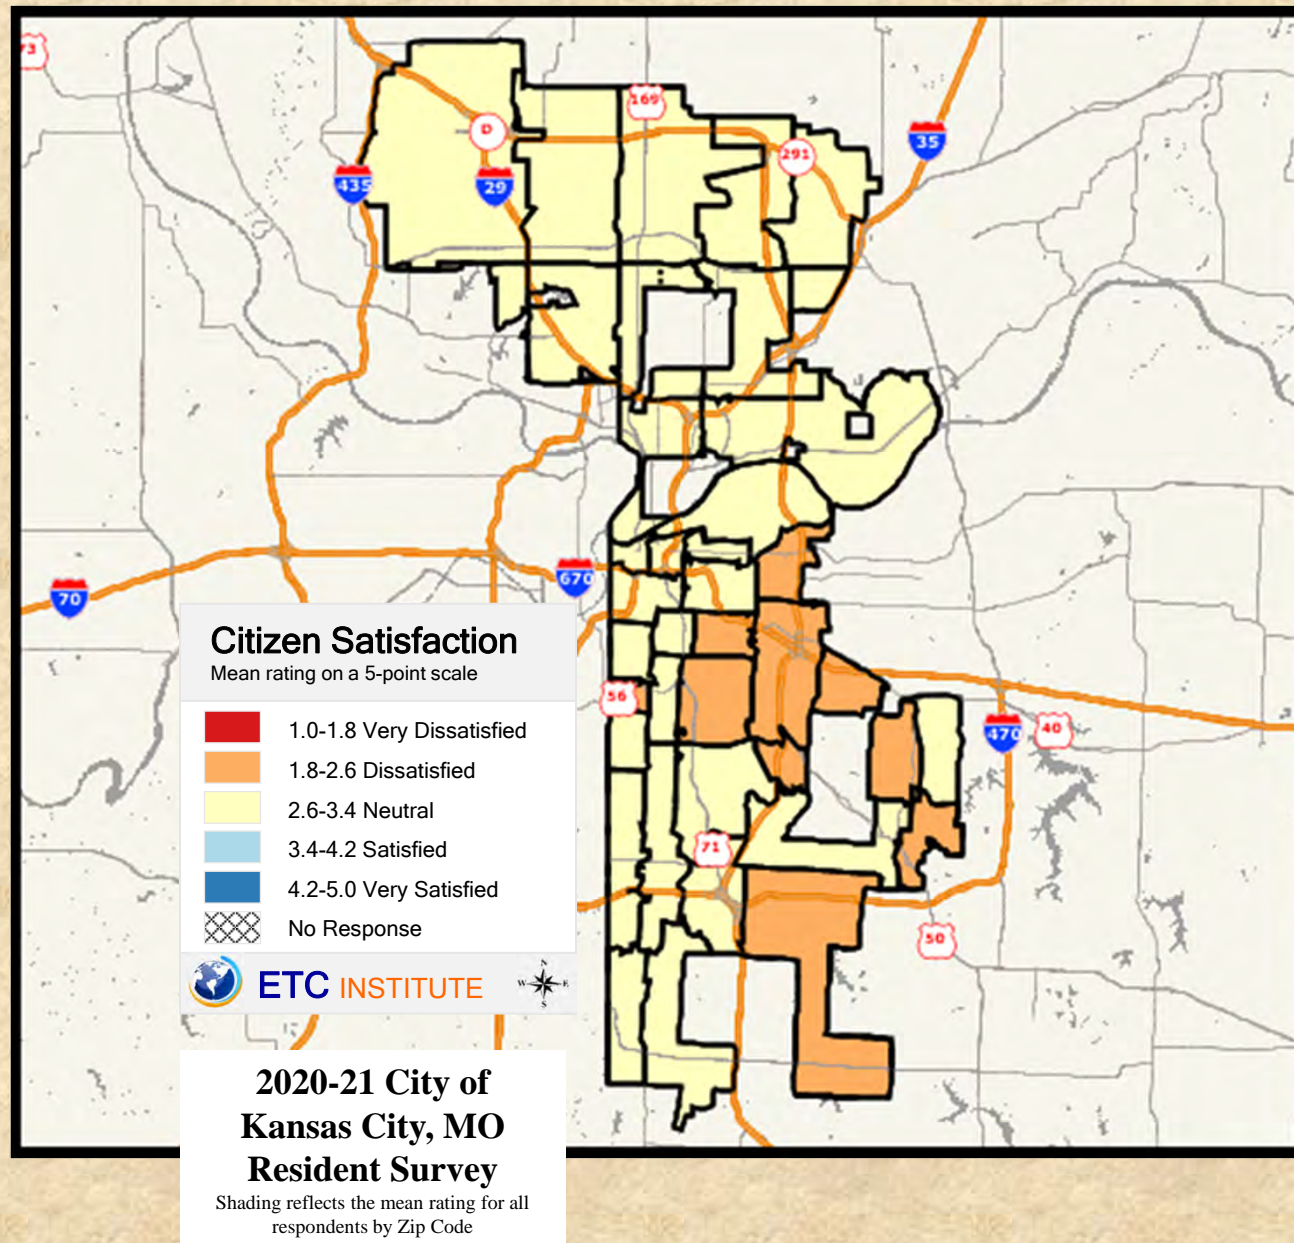 73
169
D
291
35
435
29
670
70
Citizen Satisfaction
Mean rating on a 5-point scale
1.0-1.8 Very Dissatisfied
1.8-2.6 Dissatisfied
2.6-3.4 Neutral
3.4-4.2 Satisfied
4.2-5.0 Very Satisfied
No Response
ETC INSTITUTE
N
W E
S
56
470
40
71
50
2020-21 City of
Kansas City, MO
Resident Survey
Shading reflects the mean rating for all
respondents by Zip Code